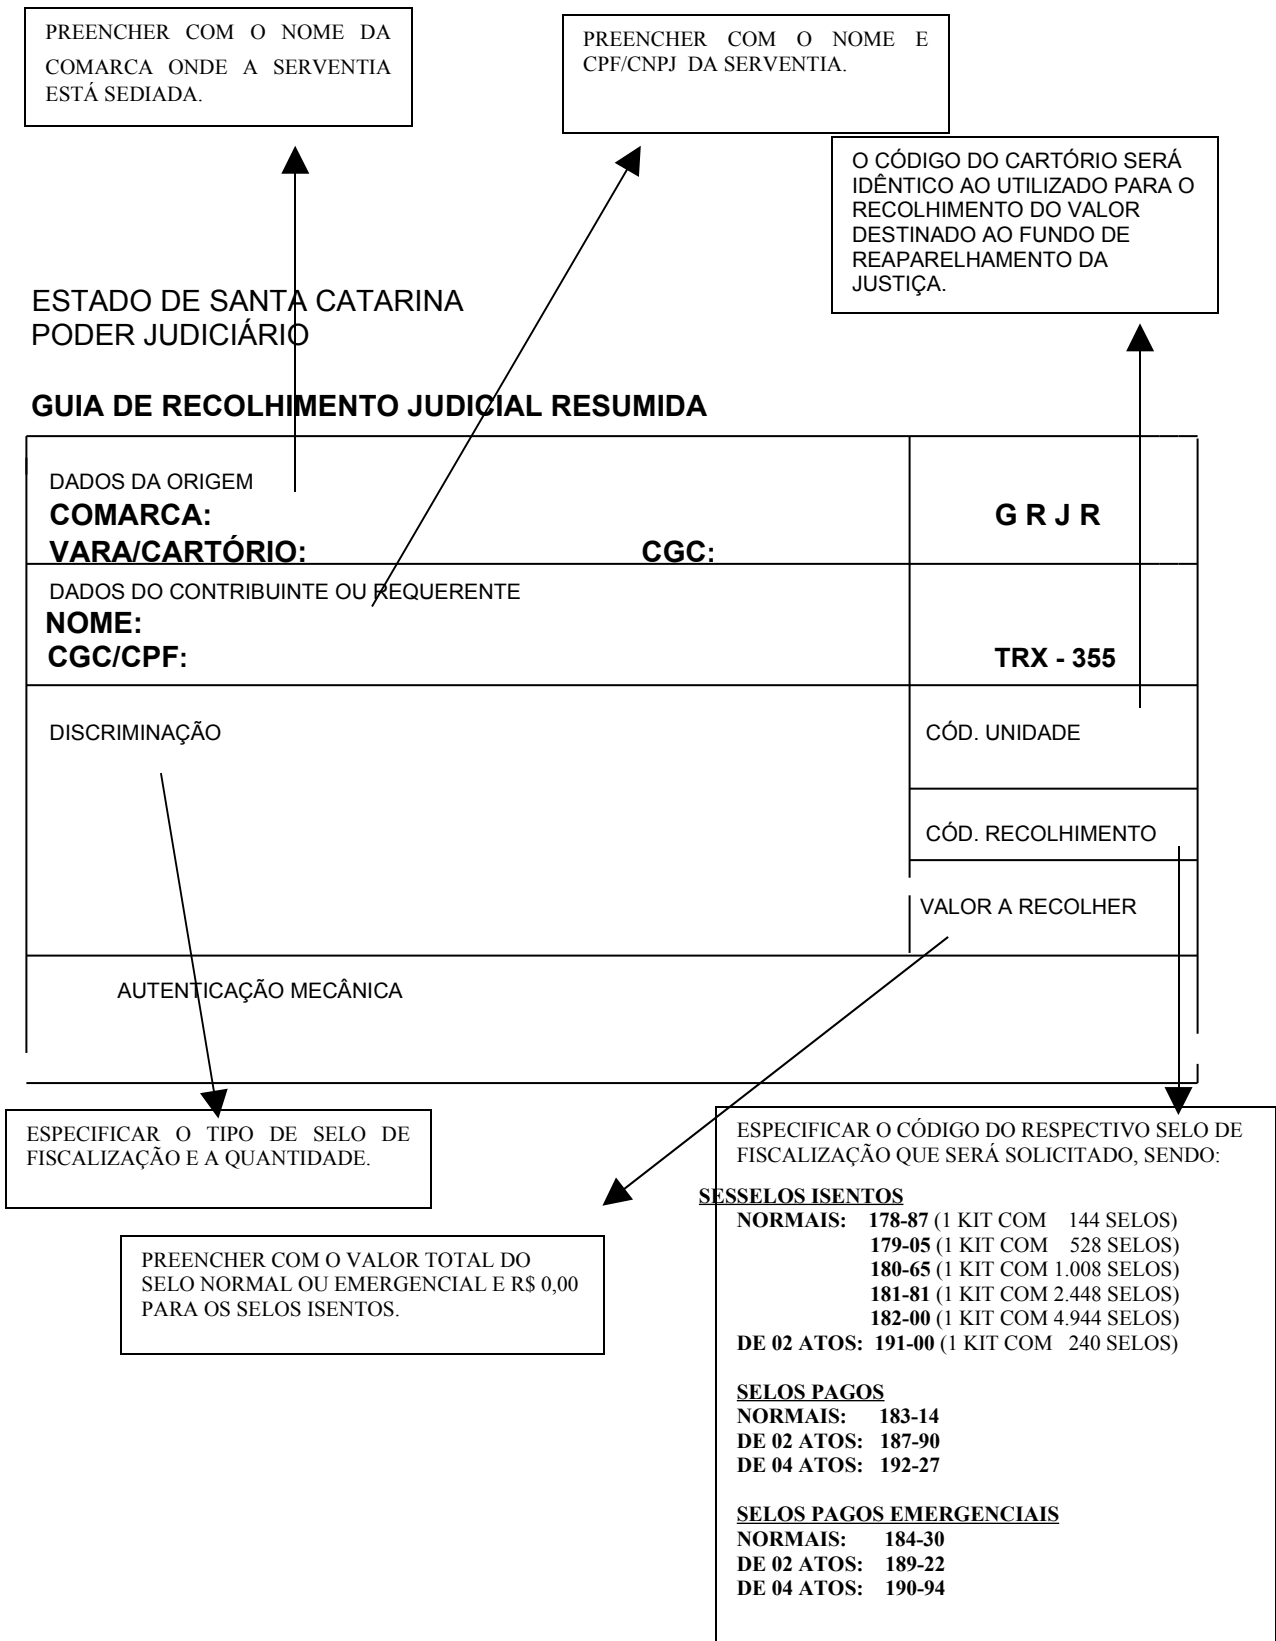 PREENCHER COM O NOME DA
COMARCA ONDE A SERVENTIA
ESTÁ SEDIADA.
PREENCHER COM O NOME E
CPF/CNPJ DA SERVENTIA.
O CÓDIGO DO CARTÓRIO SERÁ
IDÊNTICO AO UTILIZADO PARA O
RECOLHIMENTO DO VALOR
DESTINADO AO FUNDO DE
REAPARELHAMENTO DA
JUSTIÇA.
ESTADO DE SANTA CATARINA
PODER JUDICIÁRIO
GUIA DE RECOLHIMENTO JUDICIAL RESUMIDA
DADOS DA ORIGEM
COMARCA:
G R J R
VARA/CARTÓRIO: CGC:
DADOS DO CONTRIBUINTE OU REQUERENTE
NOME:
CGC/CPF:
TRX - 355
DISCRIMINAÇÃO
CÓD. UNIDADE
CÓD. RECOLHIMENTO
VALOR A RECOLHER
AUTENTICAÇÃO MECÂNICA
ESPECIFICAR O TIPO DE SELO DE
FISCALIZAÇÃO E A QUANTIDADE.
PREENCHER COM O VALOR TOTAL DO
SELO NORMAL OU EMERGENCIAL E R$ 0,00
PARA OS SELOS ISENTOS.
ESPECIFICAR O CÓDIGO DO RESPECTIVO SELO DE
FISCALIZAÇÃO QUE SERÁ SOLICITADO, SENDO:
SESSELOS ISENTOS
NORMAIS: 178-87 (1 KIT COM 144 SELOS)
179-05 (1 KIT COM 528 SELOS)
180-65 (1 KIT COM 1.008 SELOS)
181-81 (1 KIT COM 2.448 SELOS)
182-00 (1 KIT COM 4.944 SELOS)
DE 02 ATOS: 191-00 (1 KIT COM 240 SELOS)
SELOS PAGOS
NORMAIS: 183-14
DE 02 ATOS: 187-90
DE 04 ATOS: 192-27
SELOS PAGOS EMERGENCIAIS
NORMAIS: 184-30
DE 02 ATOS: 189-22
DE 04 ATOS: 190-94